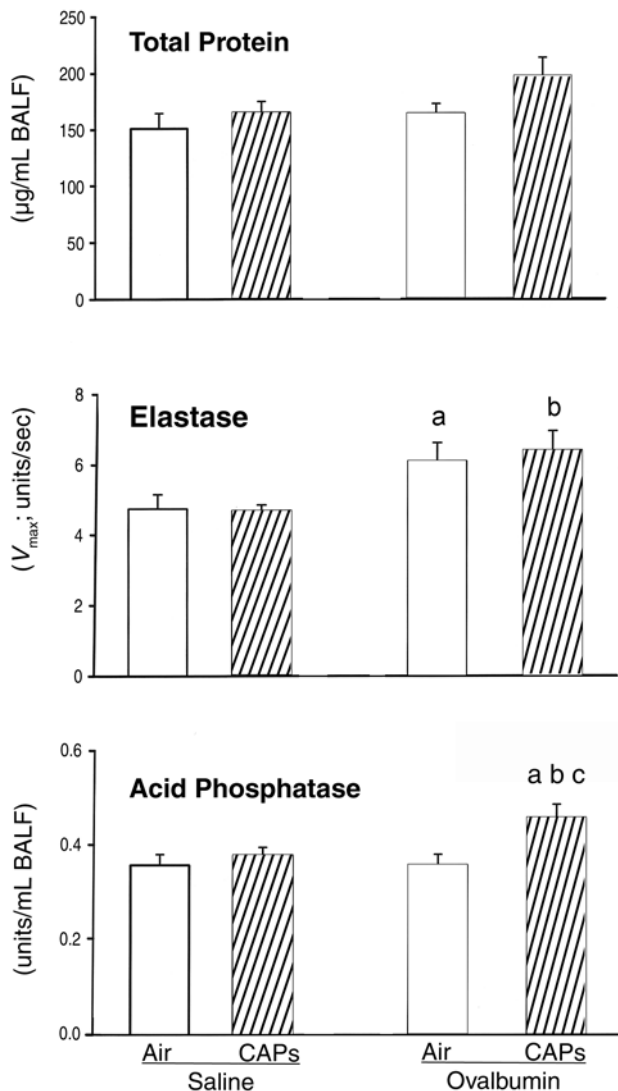 Total Protein
250
200
150
100
50
0
(µg/mL BALF)
Elastase
8
6
4
2
0
(Vmax; units/sec)
a
b
Acid Phosphatase
0.6
0.4
0.2
0.0
(units/mL BALF)
a b c
Air CAPs Air CAPs
Saline Ovalbumin